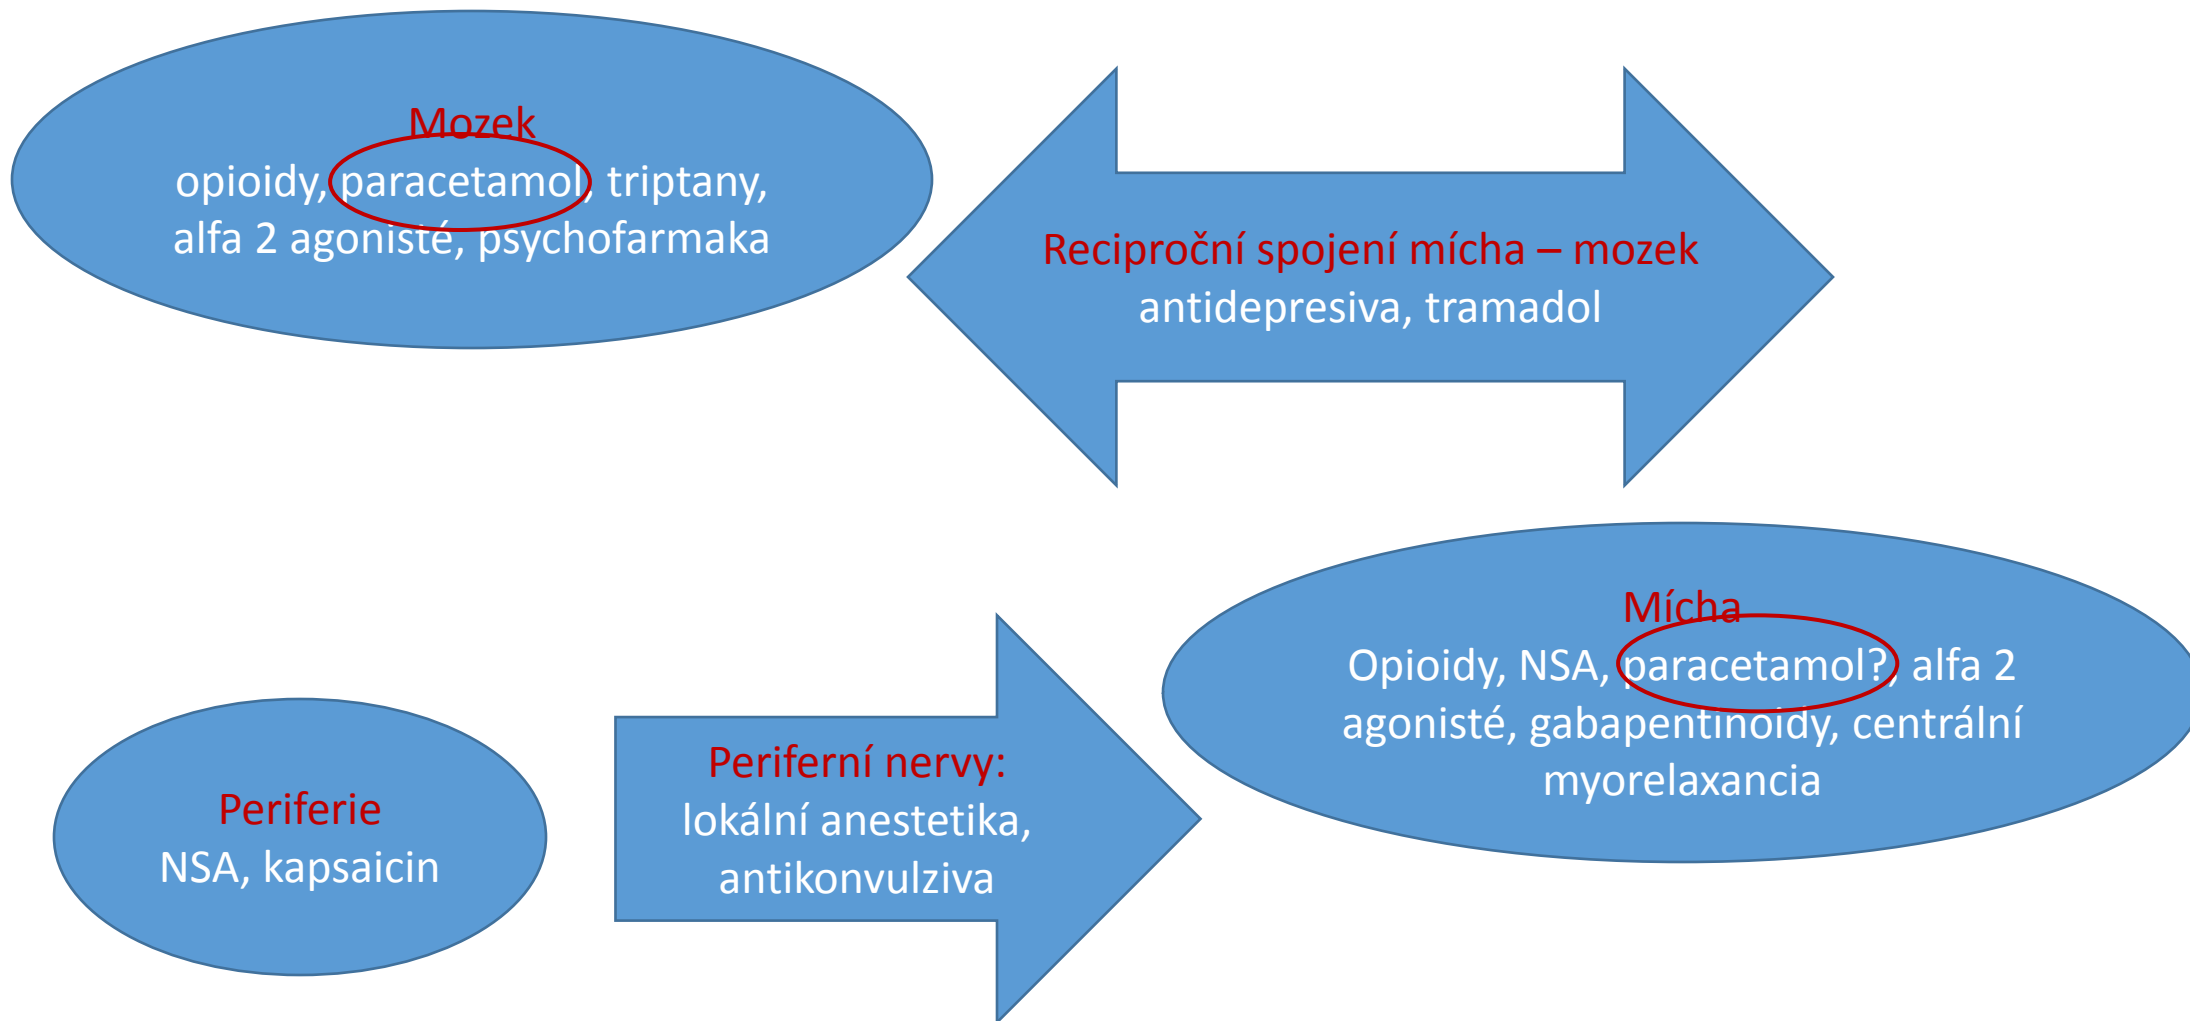 Mozek
opioidy, paracetamol, triptany,
alfa 2 agonisté, psychofarmaka
Reciproční spojení mícha – mozek
antidepresiva, tramadol
Mícha
Opioidy, NSA, paracetamol?, alfa 2
agonisté, gabapentinoidy, centrální
myorelaxancia
Periferní nervy:
lokální anestetika,
antikonvulziva
Periferie
NSA, kapsaicin